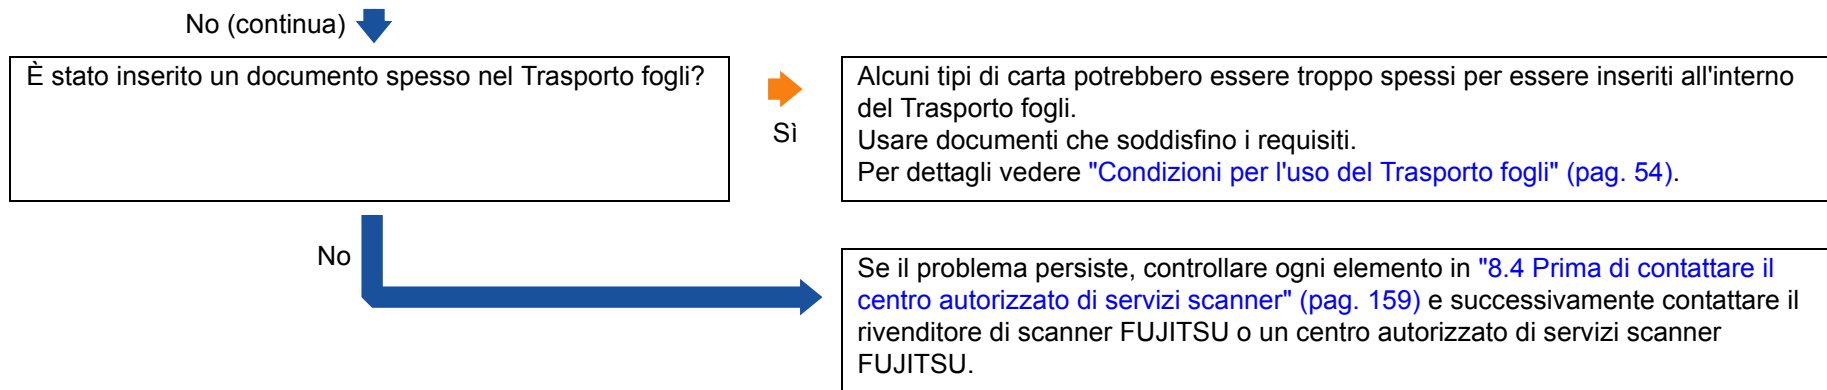 No (continua)
È stato inserito un documento spesso nel Trasporto fogli?
Sì
Alcuni tipi di carta potrebbero essere troppo spessi per essere inseriti all'interno
del Trasporto fogli.
Usare documenti che soddisfino i requisiti.
Per dettagli vedere "Condizioni per l'uso del Trasporto fogli" (pag. 54).
No
Se il problema persiste, controllare ogni elemento in "8.4 Prima di contattare il
centro autorizzato di servizi scanner" (pag. 159) e successivamente contattare il
rivenditore di scanner FUJITSU o un centro autorizzato di servizi scanner
FUJITSU.